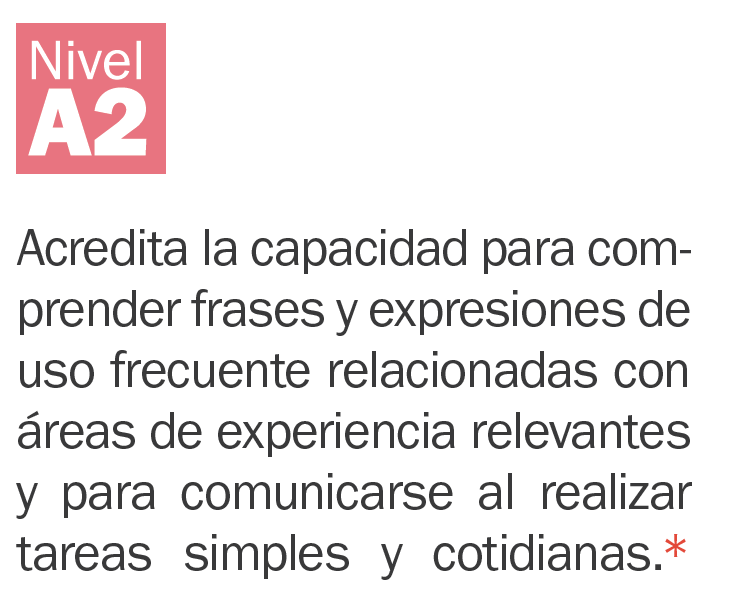 Nivel
A2
Acredita la capacidad para com-
prender frases y expresiones de
uso frecuente relacionadas con
áreas de experiencia relevantes
y para comunicarse al realizar
tareas simples y cotidianas.*